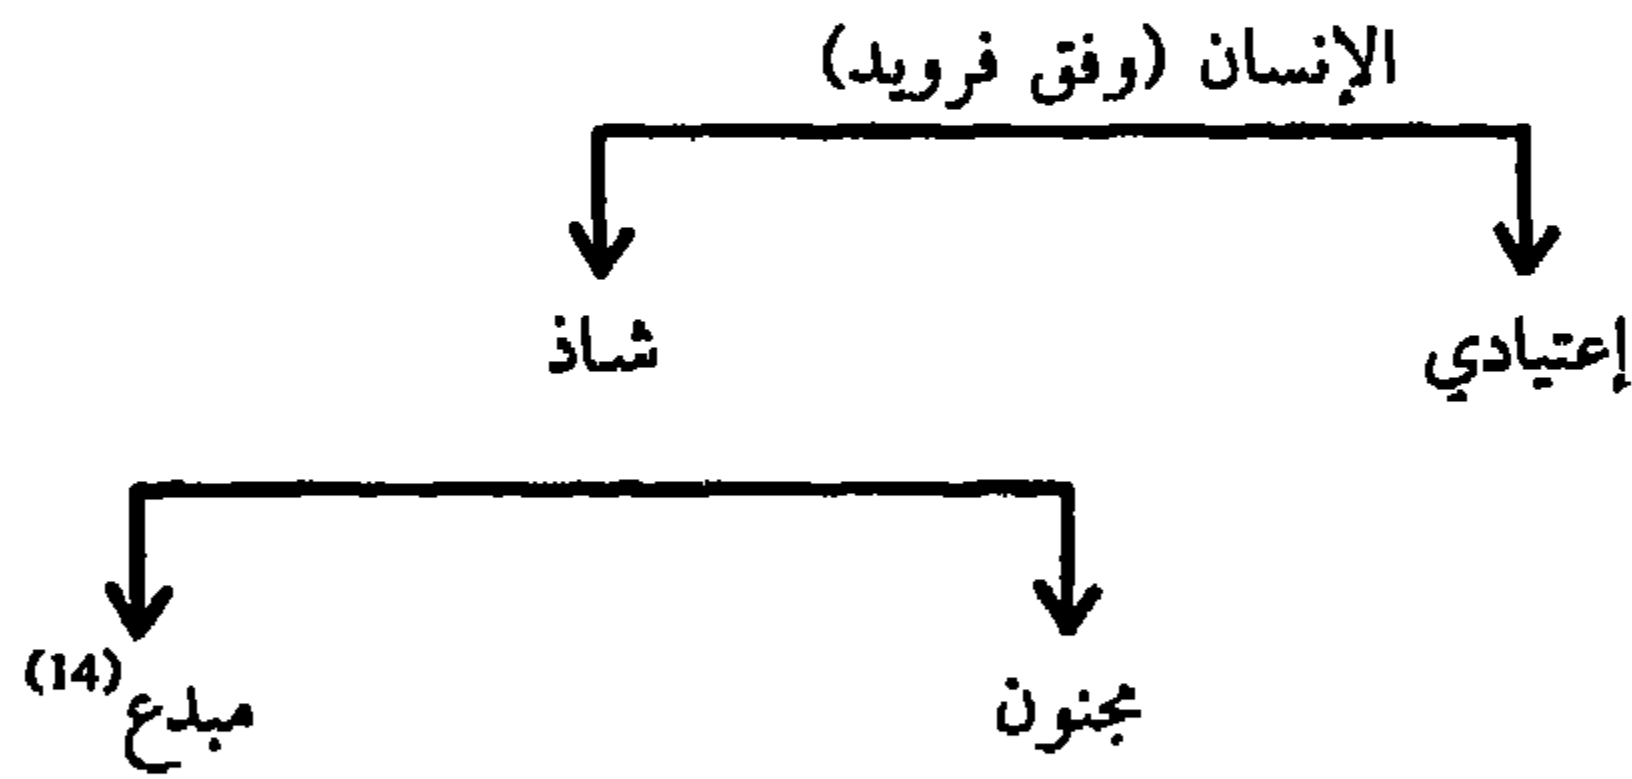 الإنسان (وفق فرويد)
إعتيادي شاذ
مجنون مبدع(14)